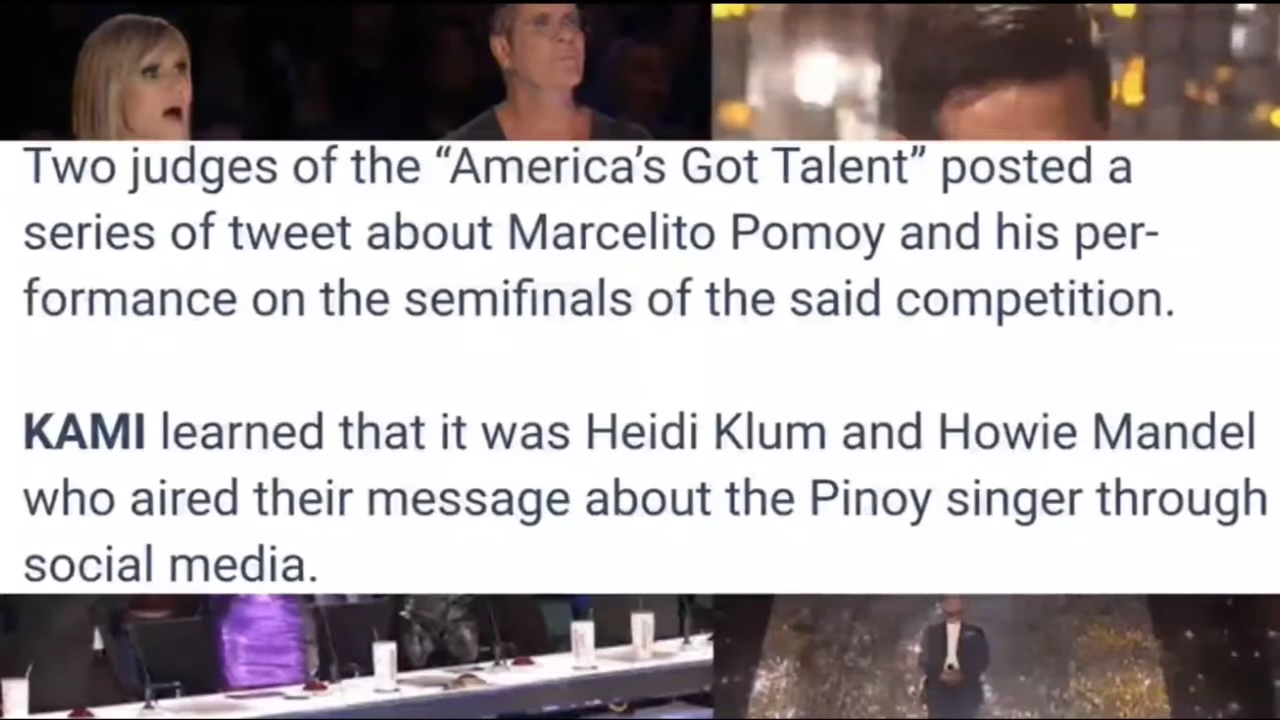 Two judges of the “America’s Got Talent” posted a
series of tweet about Marcelito Pomoy and his per-
formance on the semifinals of the said competition.
KAMI learned that it was Heidi Klum and Howie Mandel
who aired their message about the Pinoy singer through
social media.